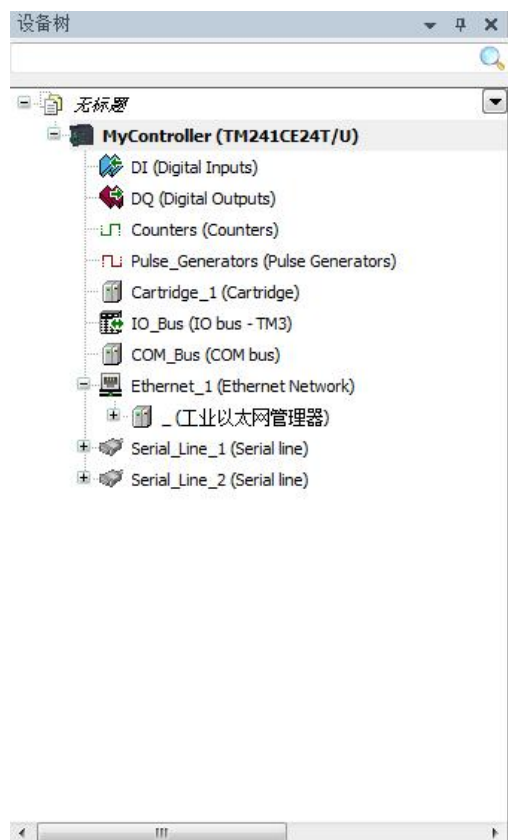 设备树
无标题
MyController (TM241CE24T/U)
DI (Digital Inputs)
DQ (Digital Outputs)
Counters (Counters)
Pulse_Generators (Pulse Generators)
Cartridge_1 (Cartridge)
IO_Bus (IO bus - TM3)
COM_Bus (COM bus)
Ethernet_1 (Ethernet Network)
_ (工业以太网管理器)
Serial_Line_1 (Serial line)
Serial_Line_2 (Serial line)